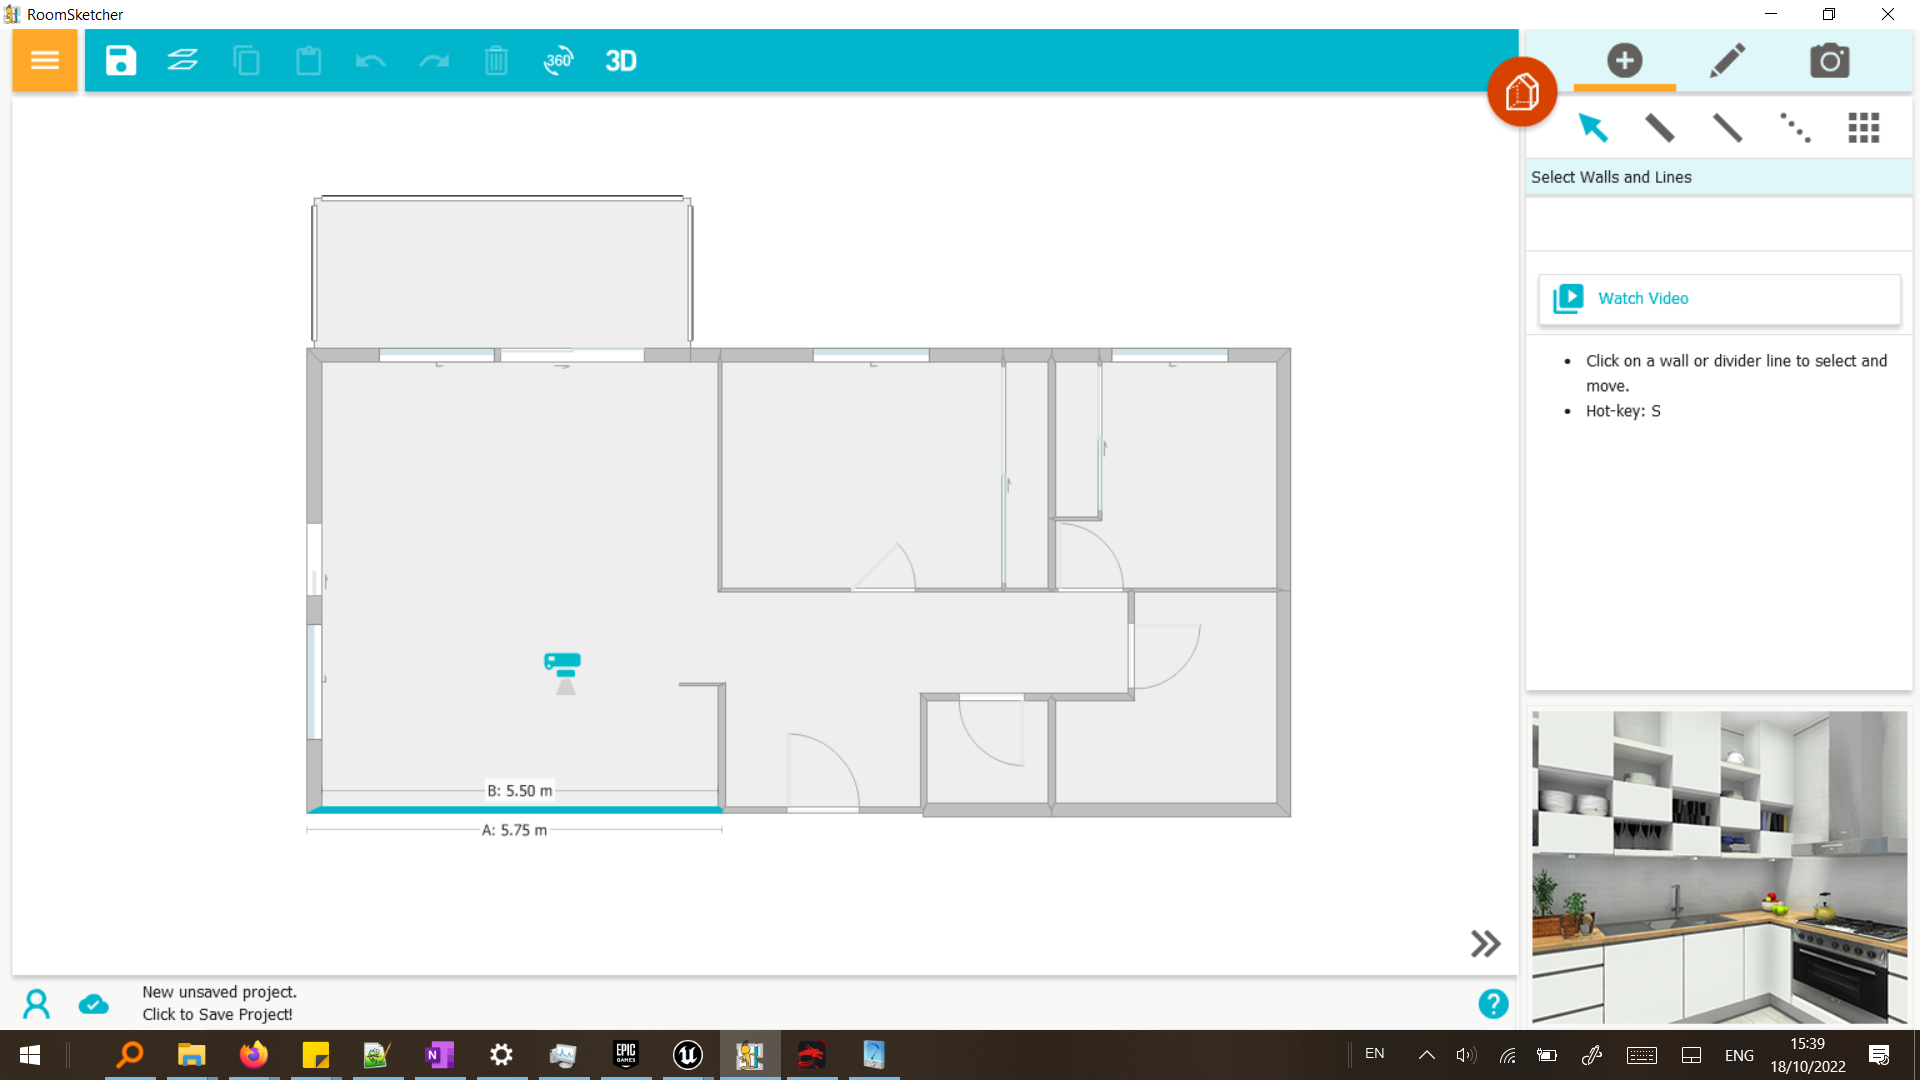 RoomSketcher
360
3D
Select Walls and Lines
Watch Video
• Click on a wall or divider line to select and
move.
• Hot-key: S
B: 5.50 m
A: 5.75 m
New unsaved project.
Click to Save Project!
?
N
EPIC
GAMES
EN
ENG
15:39
18/10/2022